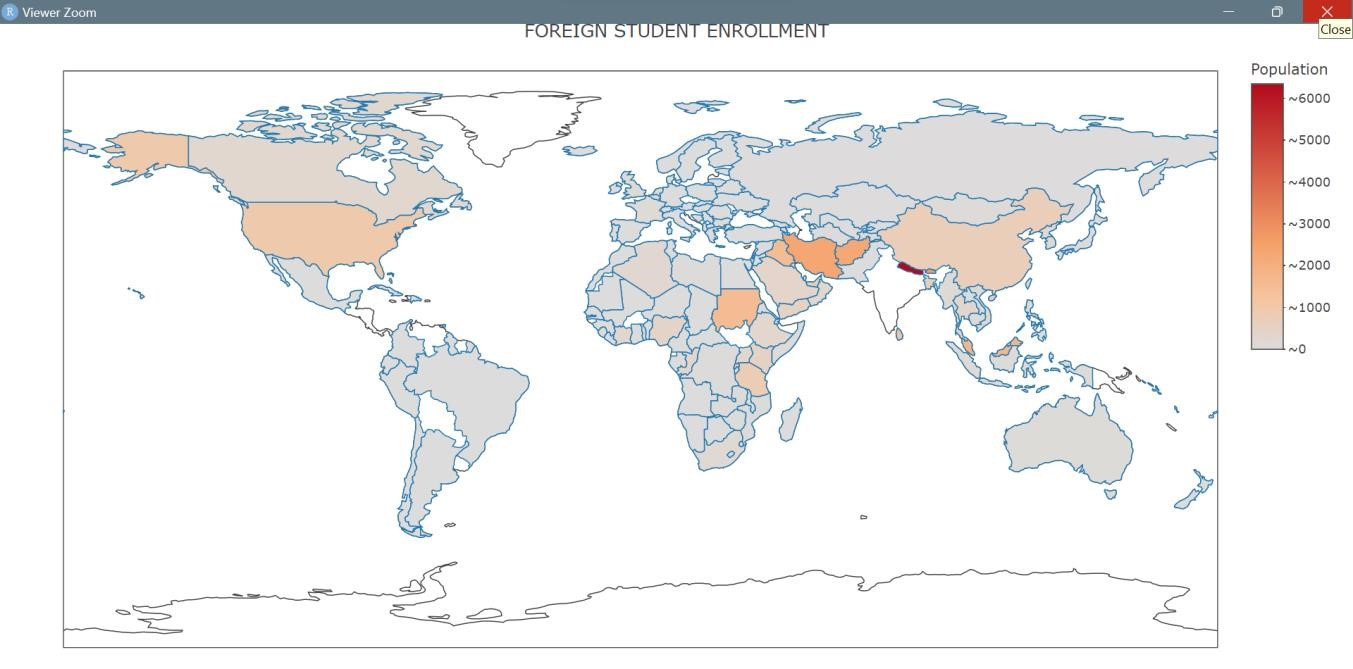 R Viewer Zoom
Close
FOREIGN STUDENT ENROLLMENT
Population
~6000
~5000
~4000
~3000
~2000
~1000
~0